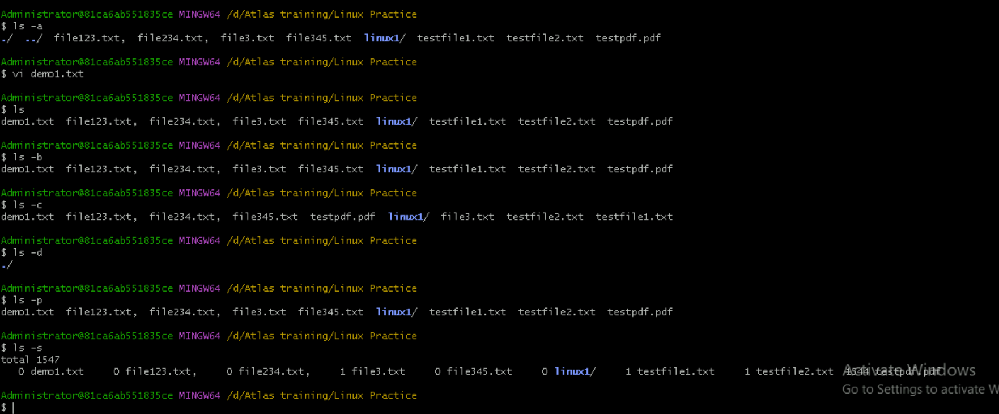 Administrator@81ca6ab551835ce MINGW64 /d/Atlas training/Linux Practice
$ ls -a
./  ../  file123.txt,  file234.txt,  file3.txt  file345.txt  linux1/  testfile1.txt  testfile2.txt  testpdf.pdf
Administrator@81ca6ab551835ce MINGW64 /d/Atlas training/Linux Practice
$ vi demo1.txt
Administrator@81ca6ab551835ce MINGW64 /d/Atlas training/Linux Practice
$ ls
demo1.txt  file123.txt,  file234.txt,  file3.txt  file345.txt  linux1/  testfile1.txt  testfile2.txt  testpdf.pdf
Administrator@81ca6ab551835ce MINGW64 /d/Atlas training/Linux Practice
$ ls -b
demo1.txt  file123.txt,  file234.txt,  file3.txt  file345.txt  linux1/  testfile1.txt  testfile2.txt  testpdf.pdf
Administrator@81ca6ab551835ce MINGW64 /d/Atlas training/Linux Practice
$ ls -c
demo1.txt  file123.txt,  file234.txt,  file345.txt  testpdf.pdf  linux1/  file3.txt  testfile2.txt  testfile1.txt
Administrator@81ca6ab551835ce MINGW64 /d/Atlas training/Linux Practice
$ ls -d
./
Administrator@81ca6ab551835ce MINGW64 /d/Atlas training/Linux Practice
$ ls -p
demo1.txt  file123.txt,  file234.txt,  file3.txt  file345.txt  linux1/  testfile1.txt  testfile2.txt  testpdf.pdf
Administrator@81ca6ab551835ce MINGW64 /d/Atlas training/Linux Practice
$ ls -s
total 1547
0 demo1.txt     0 file123.txt,     0 file234.txt,     1 file3.txt     0 file345.txt     0 linux1/     1 testfile1.txt     1 testfile2.txt  1544 testpdf.pdf
Activate Windows
Go to Settings to activate W
Administrator@81ca6ab551835ce MINGW64 /d/Atlas training/Linux Practice
$